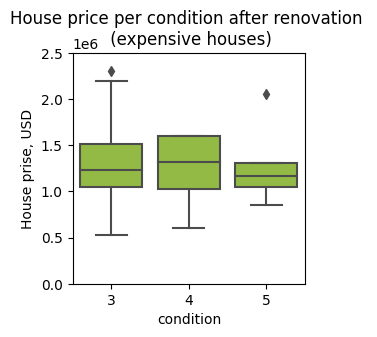 House price per condition after renovation
(expensive houses)
1e6
2.5
2.0
1.5
1.0
0.5
0.0
House prise, USD
3 4 5
condition